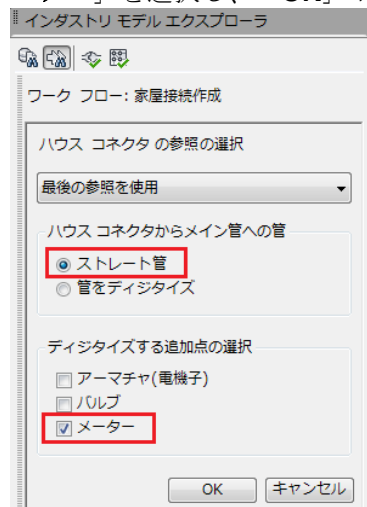 」を選択し、「OK」
インダストリ モデル エクスプローラ
ワーク フロー: 家屋接続作成
ハウス コネクタ の参照の選択
最後の参照を使用
ハウス コネクタからメイン管への管
ストレート管
管をディジタイズ
ディジタイズする追加点の選択
アーマチャ(電機子)
バルブ
メーター
OK キャンセル